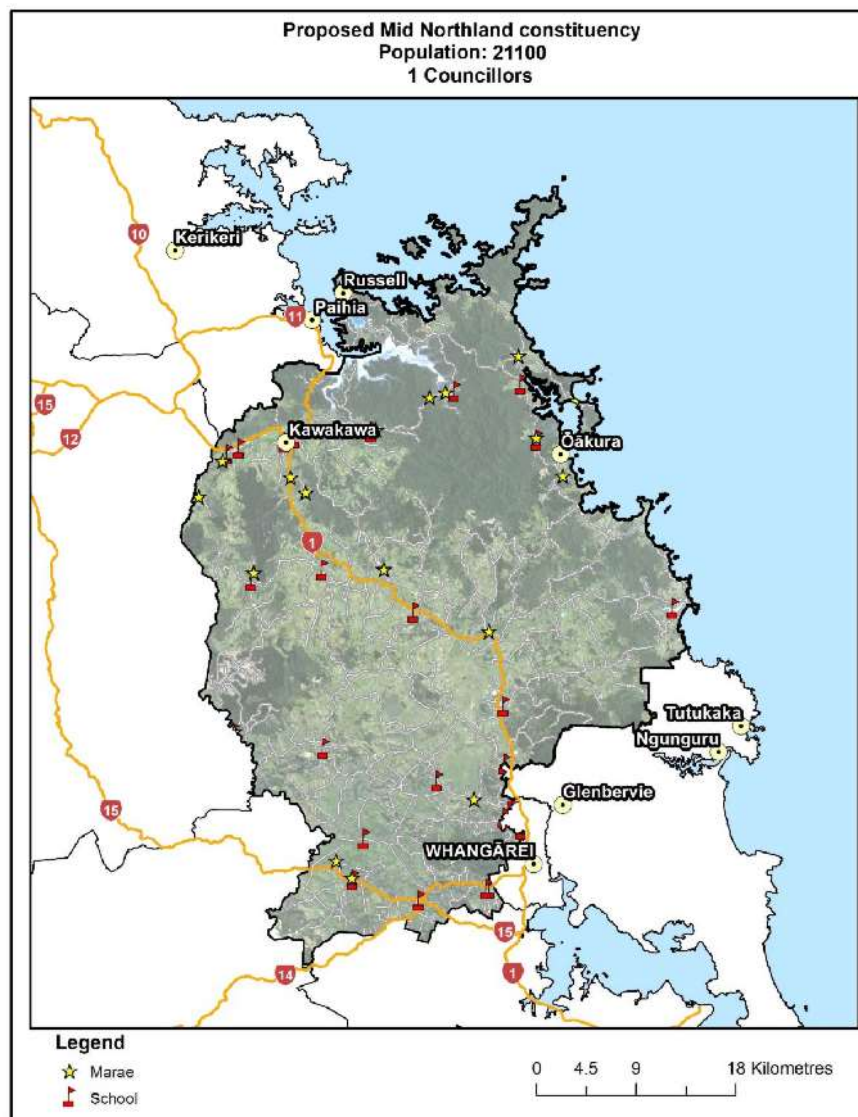 Proposed Mid Northland constituency
Population: 21100
1 Councillors
10
Kerikeri
Russell
Paihia
11
15
12
Kawakawa
Ōākura
1
Tutukaka
Ngunguru
15
Glenbervie
WHANGĀREI
15
14
1
Legend
Marae
School
0 4.5 9 18 Kilometres